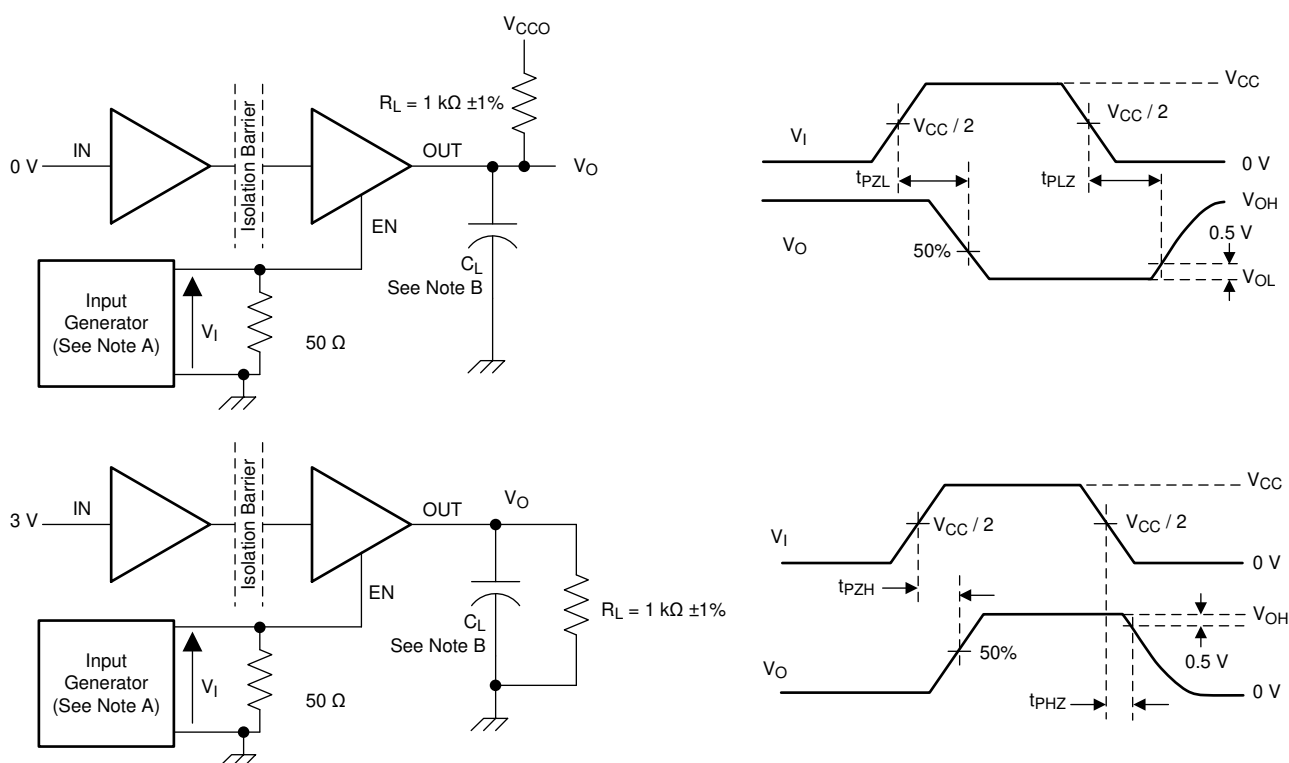 VCCO
RL = 1 kΩ ±1%
0 V
IN
Isolation Barrier
OUT
VO
EN
CL
See Note B
Input
Generator
(See Note A)
VI
50 Ω
VCC
VI
VCC / 2
VCC / 2
0 V
tPZL
tPLZ
VOH
0.5 V
VO
50%
VOL
3 V
IN
Isolation Barrier
OUT
VO
EN
CL
See Note B
RL = 1 kΩ ±1%
Input
Generator
(See Note A)
VI
50 Ω
VCC
VI
VCC / 2
VCC / 2
0 V
tPZH
VOH
0.5 V
VO
50%
0 V
tPHZ